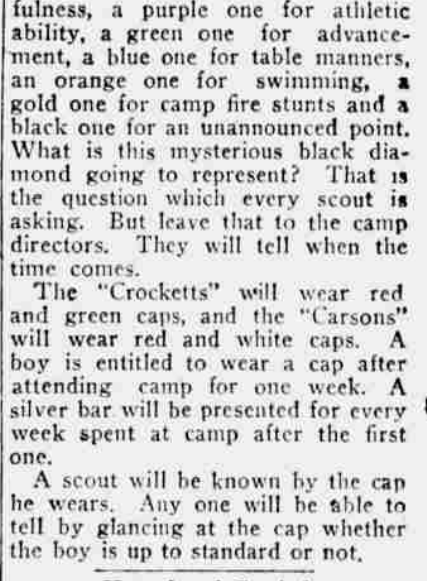 fulness, a purple one for athletic
ability, a green one for advance-
ment, a blue one for table manners,
an orange one for swimming, a
gold one for camp fire stunts and a
black one for an unannounced point.
What is this mysterious black dia-
mond going to represent? That is
the question which every scout is
asking. But leave that to the camp
directors. They will tell when the
time comes.
The "Crocketts" will wear red
and green caps, and the "Carsons"
will wear red and white caps. A
boy is entitled to wear a cap after
attending camp for one week. A
silver bar will be presented for every
week spent at camp after the first
one.
A scout will be known by the cap
he wears. Any one will be able to
tell by glancing at the cap whether
the boy is up to standard or not.